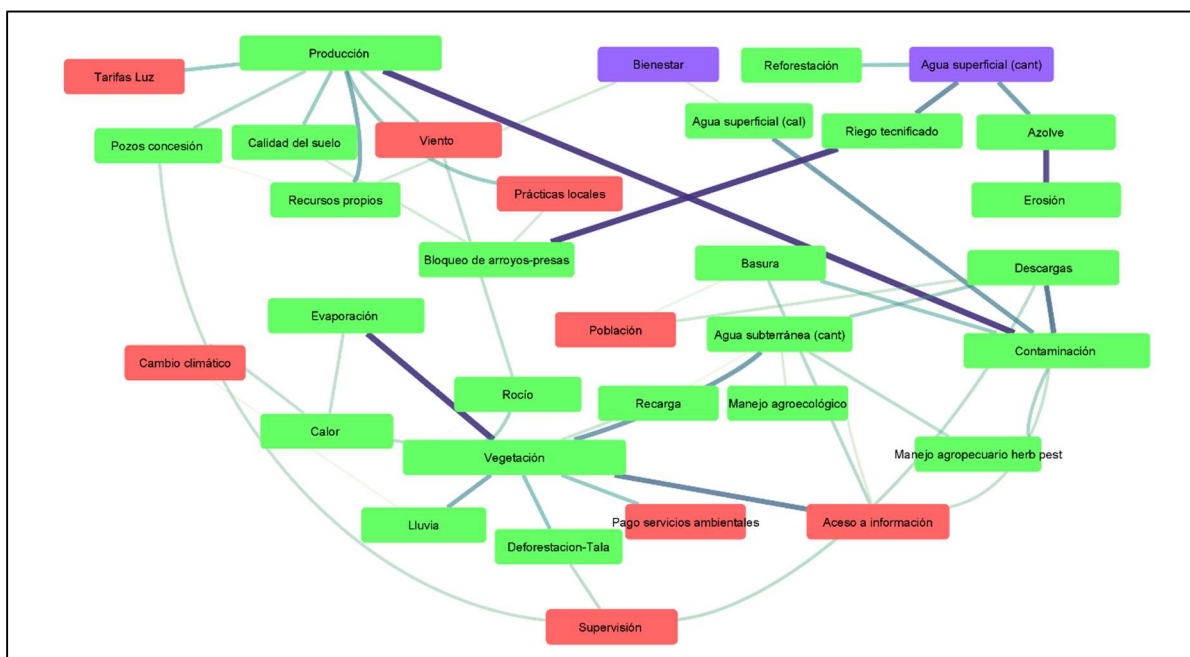 Producción
Tarifas Luz
Bienestar
Reforestación
Agua superficial (cant)
Pozos concesión
Calidad del suelo
Viento
Agua superficial (cal)
Riego tecnificado
Azolve
Recursos propios
Prácticas locales
Erosión
Bloqueo de arroyos-presas
Basura
Descargas
Evaporación
Población
Agua subterránea (cant)
Contaminación
Cambio climático
Rocío
Recarga
Manejo agroecológico
Calor
Vegetación
Manejo agropecuario herb pest
Lluvia
Pago servicios ambientales
Aceso a información
Deforestacion-Tala
Supervisión